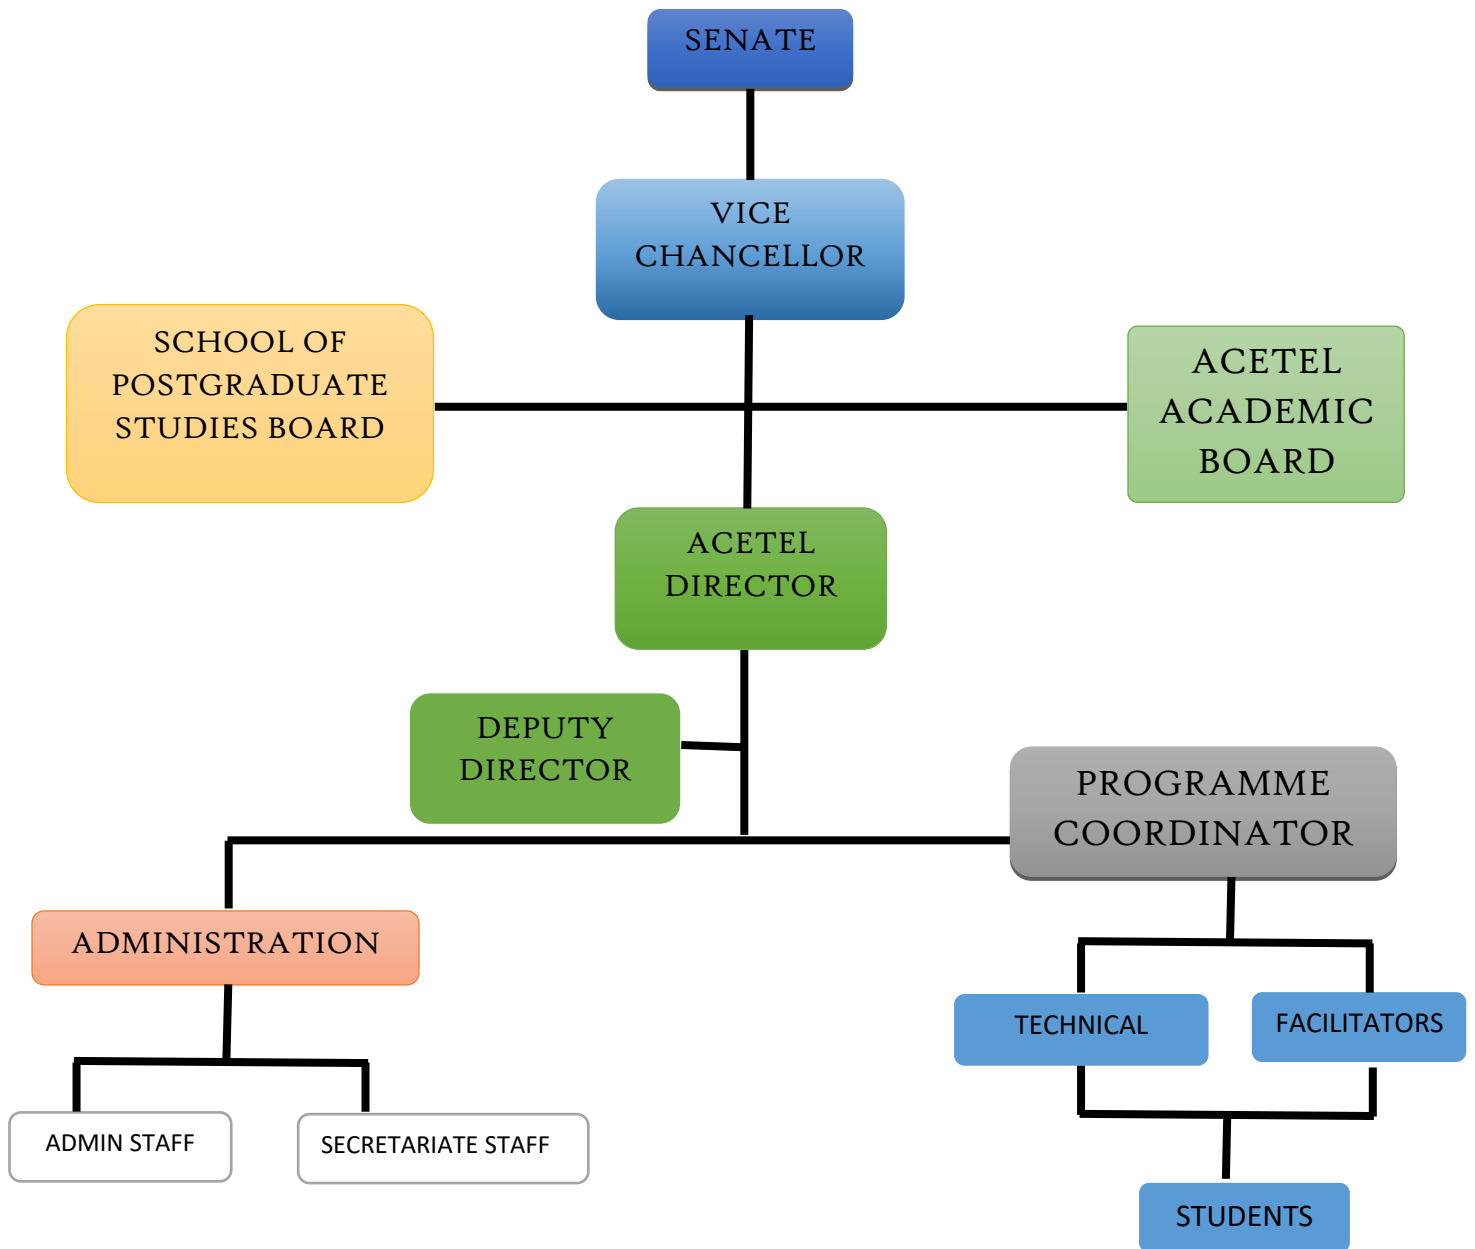 SENATE
VICE
CHANCELLOR
SCHOOL OF
POSTGRADUATE
STUDIES BOARD
ACETEL
ACADEMIC
BOARD
ACETEL
DIRECTOR
DEPUTY
DIRECTOR
PROGRAMME
COORDINATOR
ADMINISTRATION
TECHNICAL
FACILITATORS
ADMIN STAFF
SECRETARIATE STAFF
STUDENTS